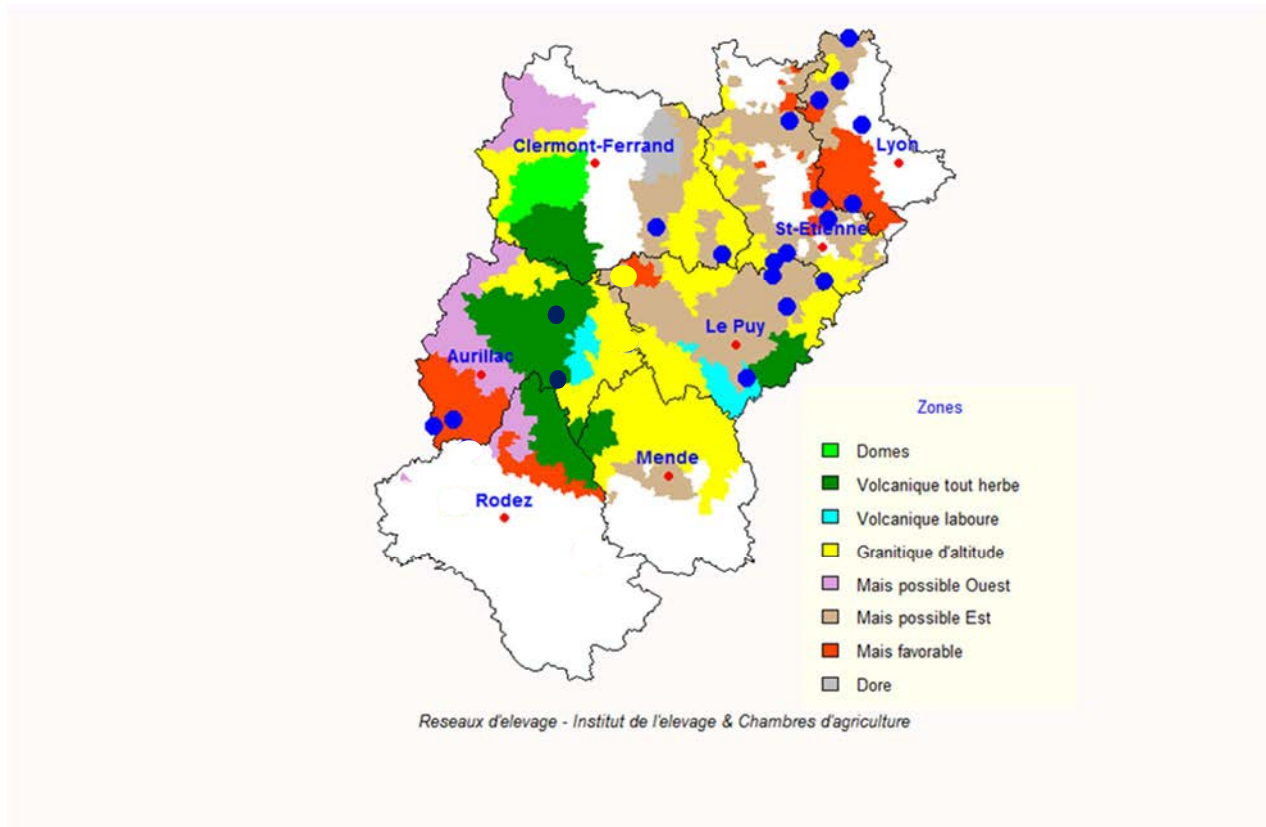 Clermont-Ferrand
Lyon
St-Etienne
Le Puy
Aurillac
Mende
Rodez
Zones
Domes
Volcanique tout herbe
Volcanique laboure
Granitique d'altitude
Mais possible Ouest
Mais possible Est
Mais favorable
Dore
Reseaux d'elevage - Institut de l'elevage & Chambres d'agriculture